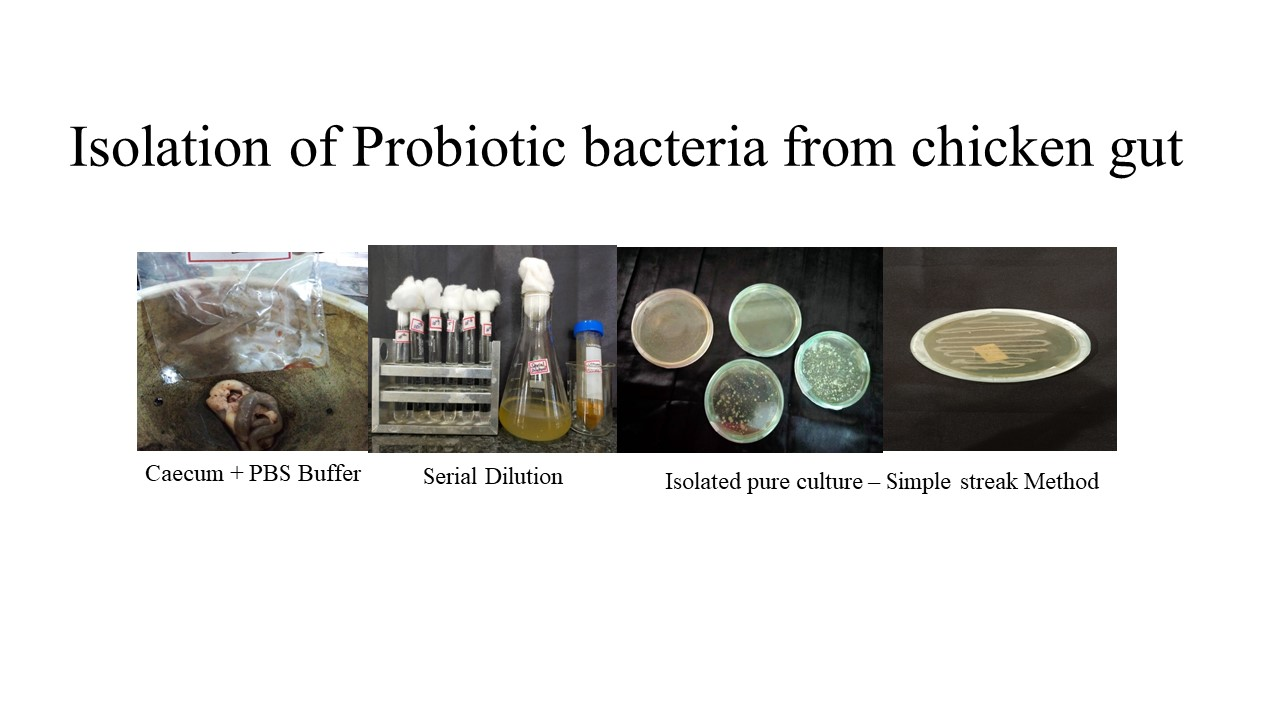 Isolation of Probiotic bacteria from chicken gut
Caecum + PBS Buffer
Serial Dilution
Isolated pure culture – Simple streak Method